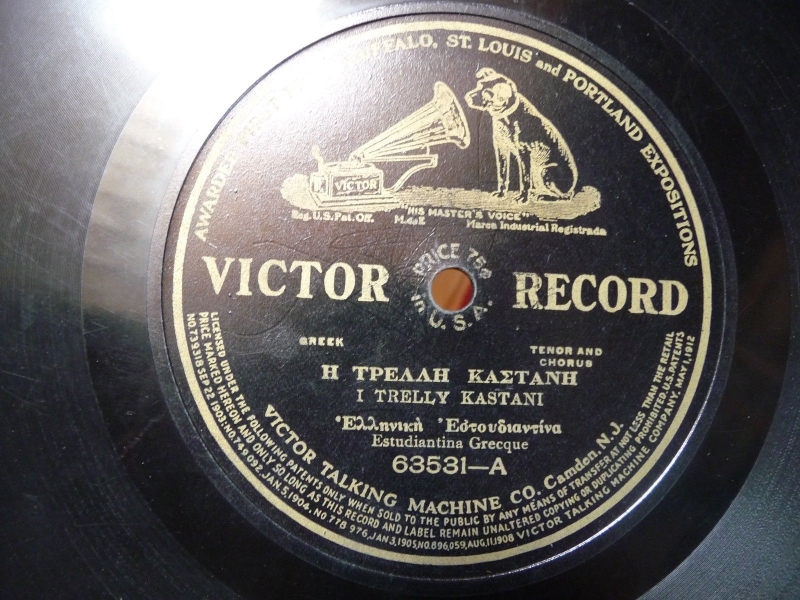 AWARDED
BUFFALO, ST. LOUIS and PORTLAND EXPOSITIONS
VICTOR
"HIS MASTER'S VOICE"
Reg. U.S. Pat. Off. M. de F. Marca Industrial Registrada
PRICE 75¢
in U.S.A.
VICTOR RECORD
GREEK
TENOR AND
CHORUS
Η ΤΡΕΛΛΗ ΚΑΣΤΑΝΗ
I TRELLY KASTANI
Ἑλληνικὴ Ἐστουδιαντίνα
Estudiantina Grecque
63531—A
VICTOR TALKING MACHINE CO. Camden, N.J.
LICENSED UNDER THE FOLLOWING PATENTS ONLY WHEN SOLD TO THE PUBLIC BY ANY MEANS OF TRANSFER AT NOT LESS THAN THE RETAIL
PRICE MARKED HEREON AND ONLY SO LONG AS THIS RECORD AND LABEL REMAIN UNALTERED COPYING OR DUPLICATING PROHIBITED. U.S. PATENTS
NO. 739318 SEP 22, 1903: NO. 749 092. JAN. 5, 1904. NO 778 976, JAN 3, 1905, NO. 896,059, AUG. 11, 1908 VICTOR TALKING MACHINE COMPANY, MAY 1, 1912